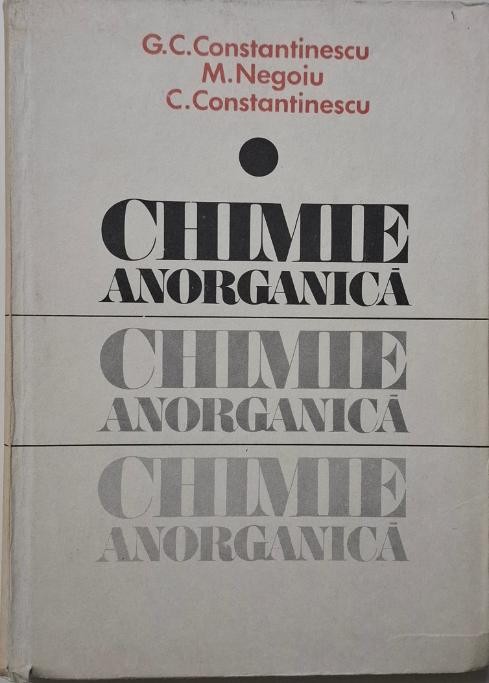 G.C.Constantinescu
M.Negoiu
C.Constantinescu
CHIMIE
ANORGANICĂ
CHIMIE
ANORGANICĂ
CHIMIE
ANORGANICĂ